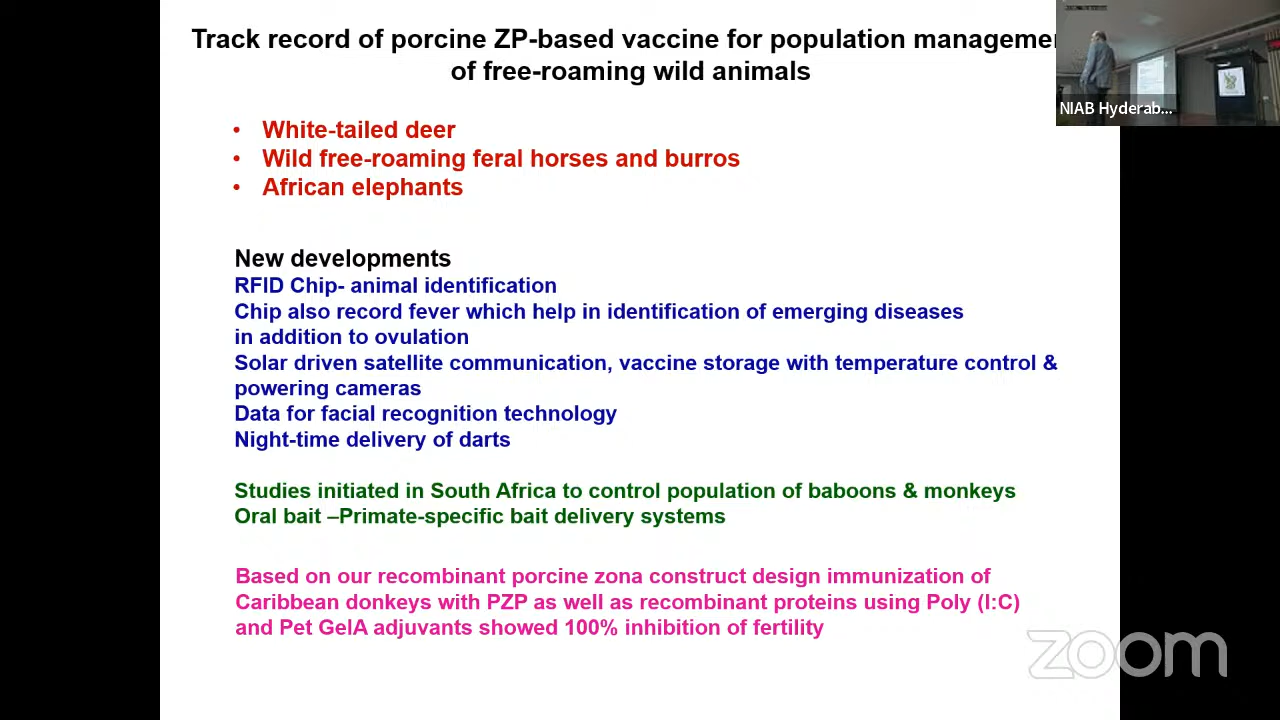 Track record of porcine ZP-based vaccine for population managemen
of free-roaming wild animals
• White-tailed deer
• Wild free-roaming feral horses and burros
• African elephants
New developments
RFID Chip- animal identification
Chip also record fever which help in identification of emerging diseases
in addition to ovulation
Solar driven satellite communication, vaccine storage with temperature control &
powering cameras
Data for facial recognition technology
Night-time delivery of darts
Studies initiated in South Africa to control population of baboons & monkeys
Oral bait –Primate-specific bait delivery systems
Based on our recombinant porcine zona construct design immunization of
Caribbean donkeys with PZP as well as recombinant proteins using Poly (I:C)
and Pet GelA adjuvants showed 100% inhibition of fertility
NIAB Hyderab...
zoom